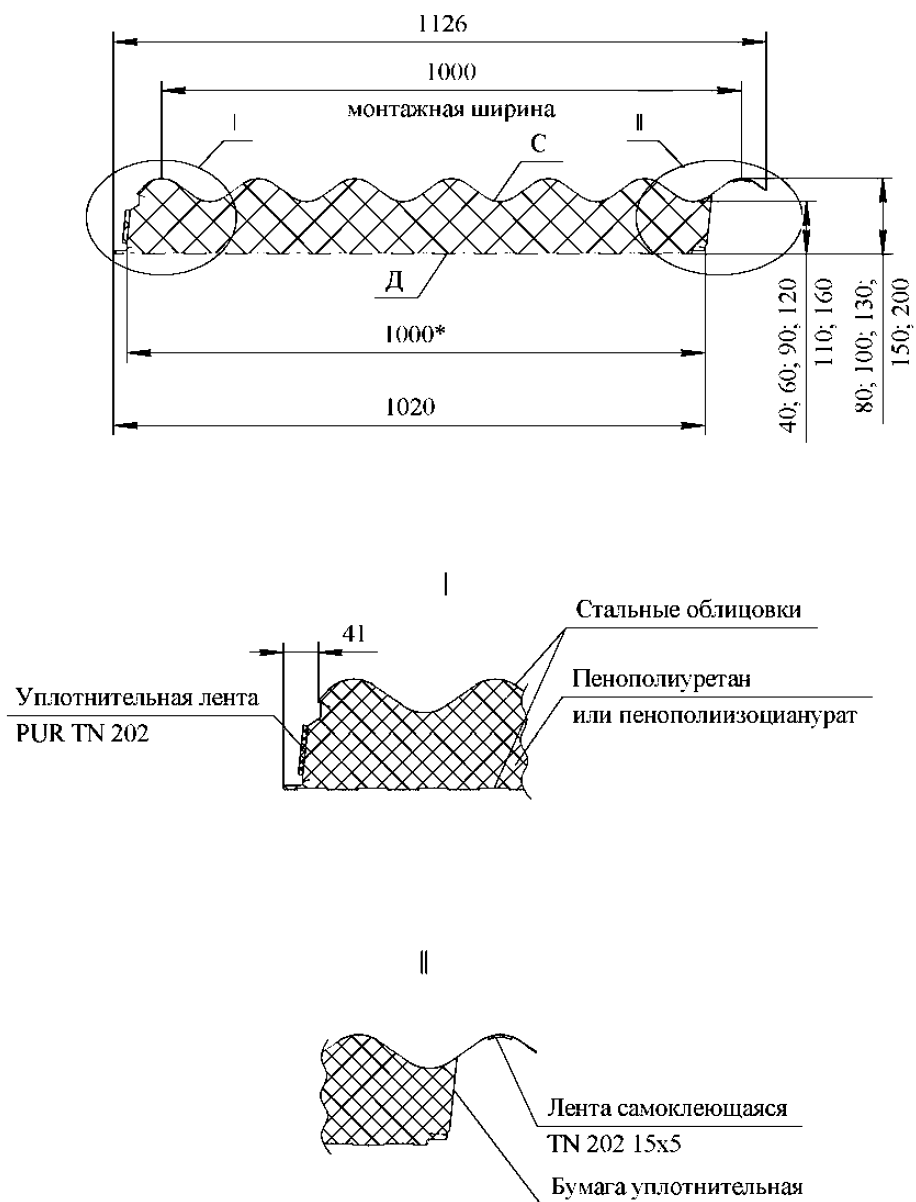 1126
1000
монтажная ширина
I
II
С
Д
1000*
1020
40; 60; 90; 120
110; 160
80; 100; 130;
150; 200
I
41
Стальные облицовки
Уплотнительная лента
PUR TN 202
Пенополиуретан
или пенополиизоцианурат
II
Лента самоклеющаяся
TN 202 15х5
Бумага уплотнительная